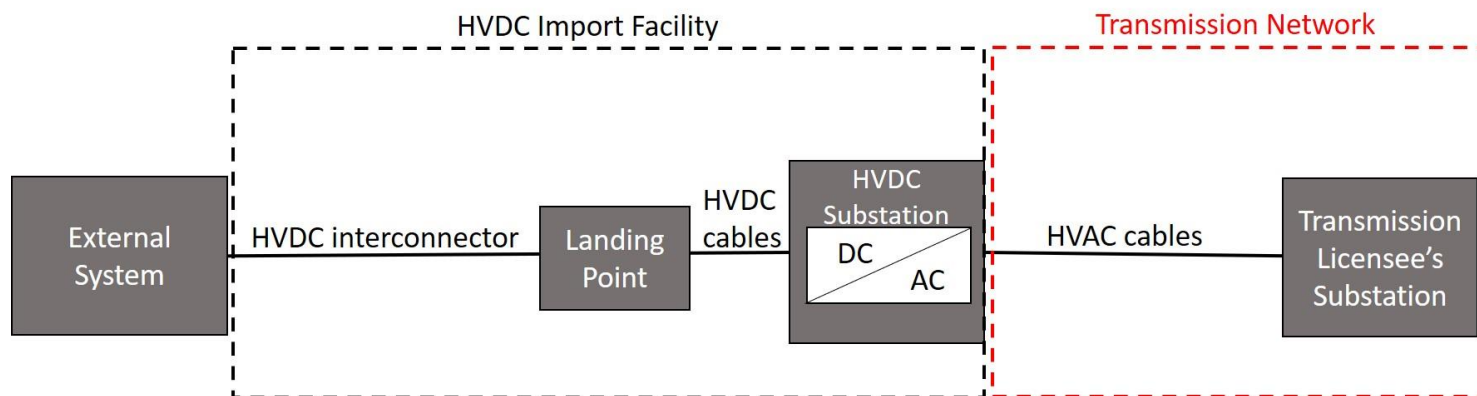 HVDC Import Facility
Transmission Network
External
System
HVDC interconnector
Landing
Point
HVDC
cables
HVDC
Substation
DC
AC
HVAC cables
Transmission
Licensee's
Substation